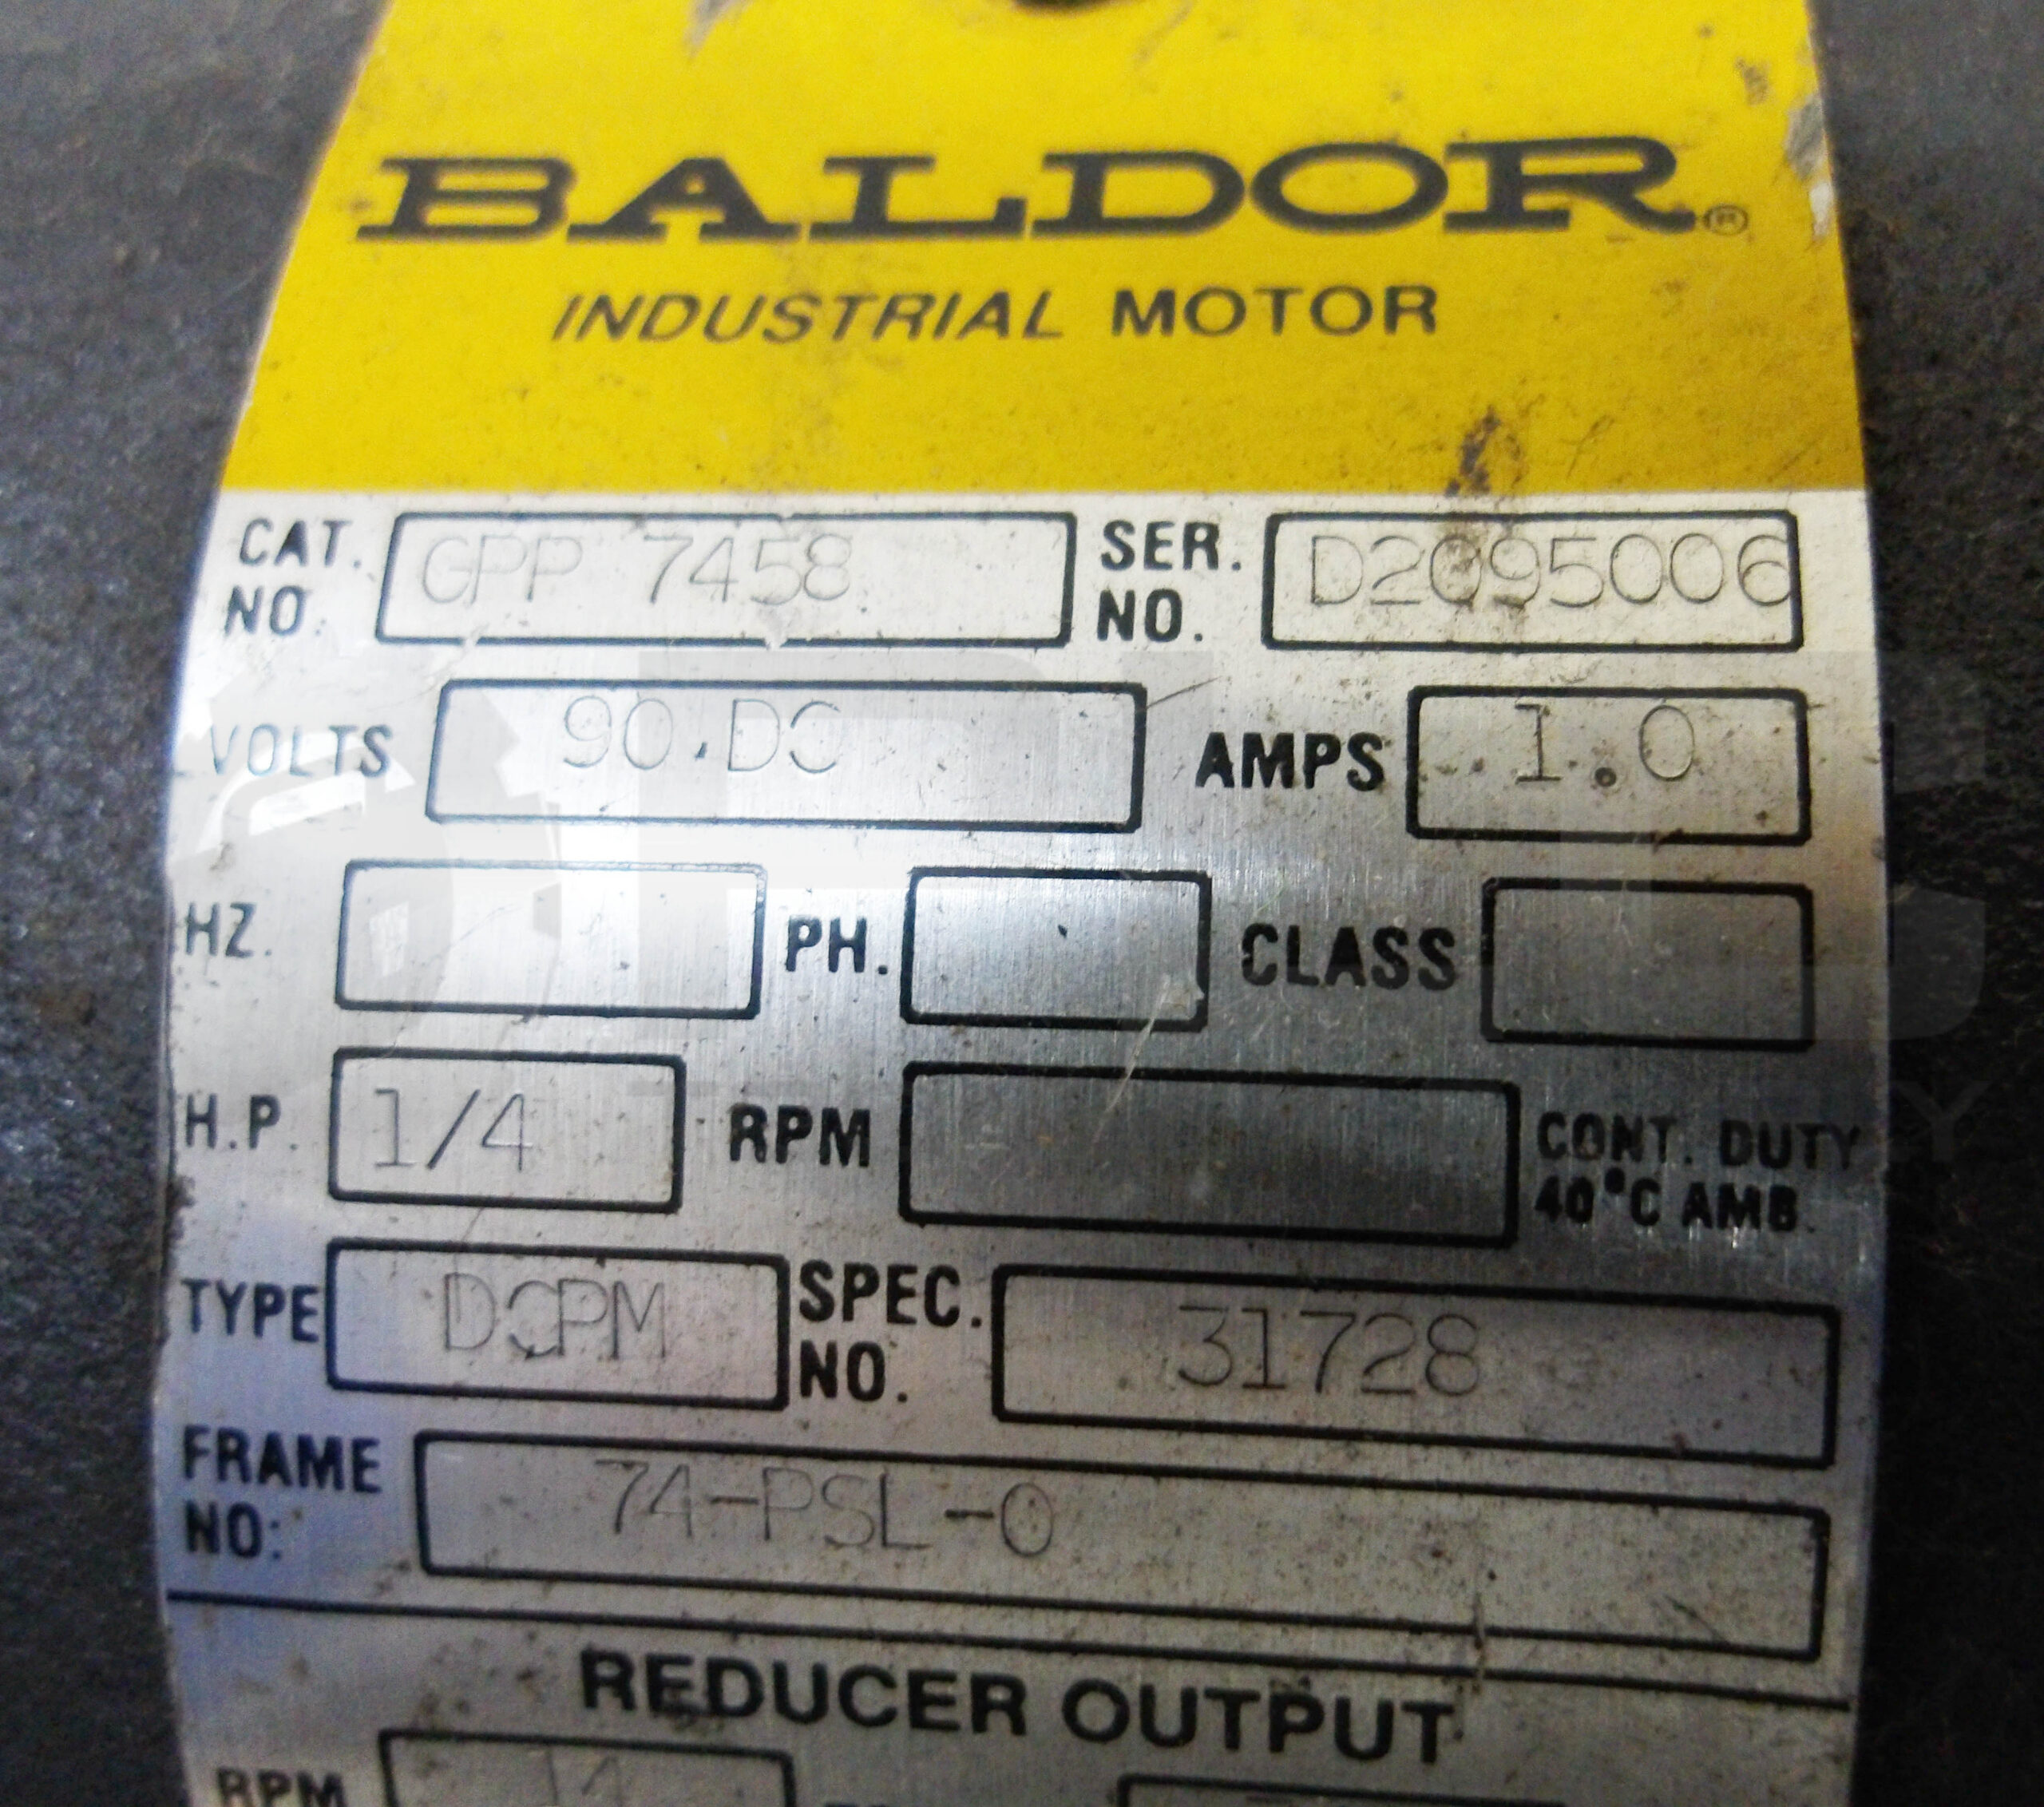 BALDOR®
INDUSTRIAL MOTOR
CAT. NO. GPP 7458 SER. NO. D2095006
VOLTS 90.DC AMPS 1.0
HZ. PH. CLASS
H.P. 1/4 RPM CONT. DUTY 40°C AMB.
TYPE DCPM SPEC. NO. 31728
FRAME NO: 74-PSL-0
REDUCER OUTPUT
RPM 14